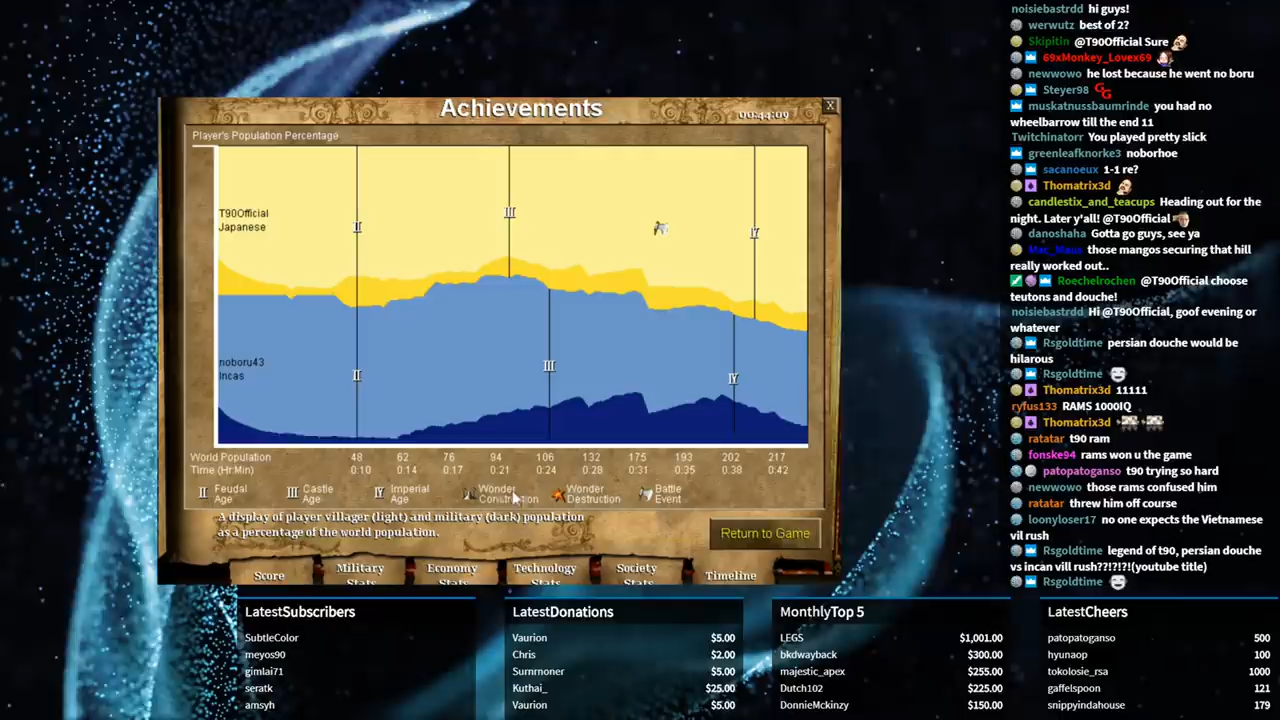 Achievements
00:44:09
X
Player's Population Percentage
T90Official
Japanese
II
III
IV
noboru43
Incas
II
III
IV
World Population 48 62 76 94 106 132 175 193 202 217
Time (Hr:Min) 0:10 0:14 0:17 0:21 0:24 0:28 0:31 0:35 0:38 0:42
II Feudal Age
III Castle Age
IV Imperial Age
Wonder Construction
Wonder Destruction
Battle Event
A display of player villager (light) and military (dark) population
as a percentage of the world population.
Return to Game
Score
Military Stats
Economy Stats
Technology Stats
Society Stats
Timeline
noisiebastrdd hi guys!
werwutz best of 2?
Skipitin @T90Official Sure
69xMonkey_Lovex69
newwowo he lost because he went no boru
Steyer98 GG
muskatnussbaumrinde you had no
wheelbarrow till the end 11
Twitchinatorr You played pretty slick
greenleafknorke3 noborhoe
sacanoeux 1-1 re?
Thomatrix3d
candlestix_and_teacups Heading out for the
night. Later y'all! @T90Official
danoshaha Gotta go guys, see ya
Mac_Maus those mangos securing that hill
really worked out..
Roechelrochen @T90Official choose
teutons and douche!
noisiebastrdd Hi @T90Official, goof evening or
whatever
Rsgoldtime persian douche would be
hilarous
Rsgoldtime
Thomatrix3d 11111
ryfus133 RAMS 1000IQ
Thomatrix3d
ratatar t90 ram
fonske94 rams won u the game
patopatoganso t90 trying so hard
newwowo those rams confused him
ratatar threw him off course
loonyloser17 no one expects the Vietnamese
vil rush
Rsgoldtime legend of t90, persian douche
vs incan vill rush??!?!?!(youtube title)
Rsgoldtime
LatestSubscribers
SubtleColor
meyos90
gimlai71
seratk
amsyh
LatestDonations
Vaurion $5.00
Chris $2.00
Sumrnoner $5.00
Kuthai_ $25.00
Vaurion $5.00
MonthlyTop 5
LEGS $1,001.00
bkdwayback $300.00
majestic_apex $255.00
Dutch102 $225.00
DonnieMckinzy $150.00
LatestCheers
patopatoganso 500
hyunaop 100
tokolosie_rsa 1000
gaffelspoon 121
snippyindahouse 179